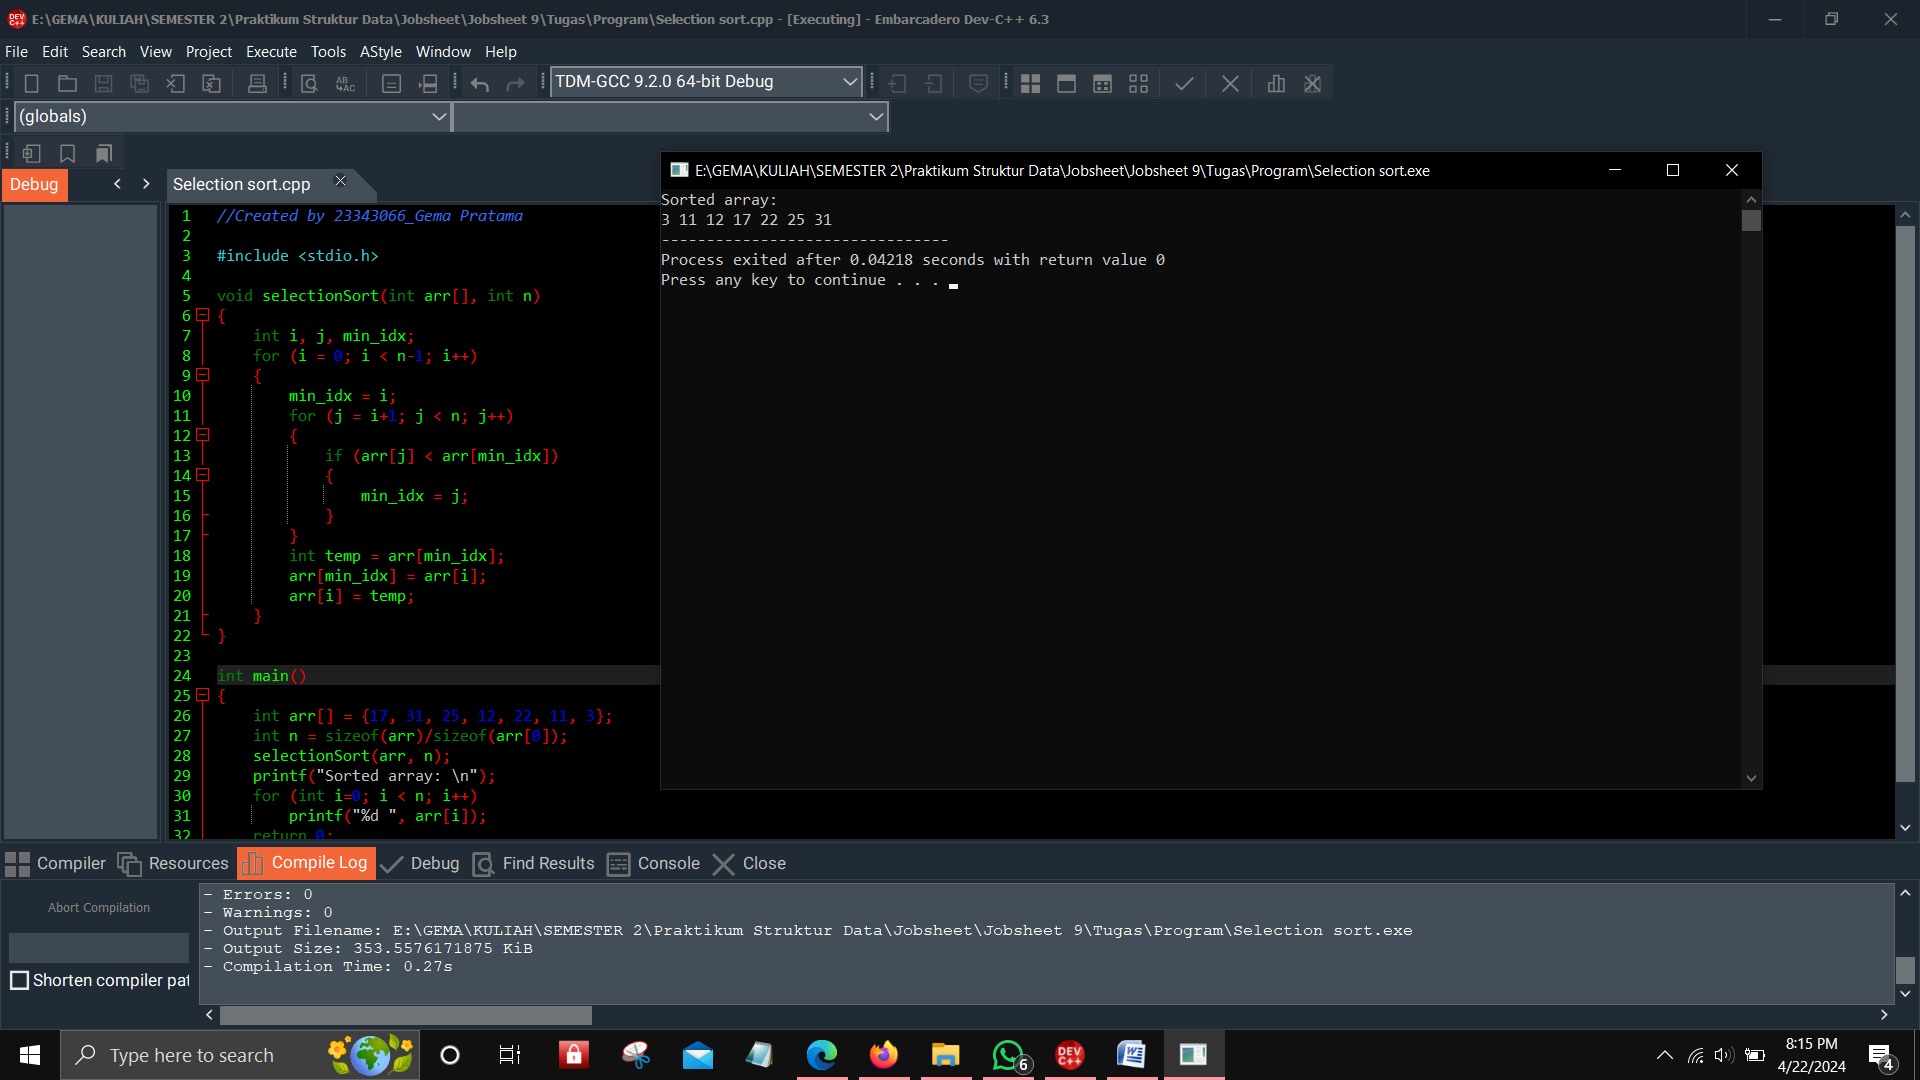 E:\GEMA\KULIAH\SEMESTER 2\Praktikum Struktur Data\Jobsheet\Jobsheet 9\Tugas\Program\Selection sort.cpp - [Executing] - Embarcadero Dev-C++ 6.3
File Edit Search View Project Execute Tools AStyle Window Help
TDM-GCC 9.2.0 64-bit Debug
(globals)
Debug
Selection sort.cpp
1 //Created by 23343066_Gema Pratama
2
3 #include <stdio.h>
4
5 void selectionSort(int arr[], int n)
6 {
7 int i, j, min_idx;
8 for (i = 0; i < n-1; i++)
9 {
10 min_idx = i;
11 for (j = i+1; j < n; j++)
12 {
13 if (arr[j] < arr[min_idx])
14 {
15 min_idx = j;
16 }
17 }
18 int temp = arr[min_idx];
19 arr[min_idx] = arr[i];
20 arr[i] = temp;
21 }
22 }
23
24 int main()
25 {
26 int arr[] = {17, 31, 25, 12, 22, 11, 3};
27 int n = sizeof(arr)/sizeof(arr[0]);
28 selectionSort(arr, n);
29 printf("Sorted array: \n");
30 for (int i=0; i < n; i++)
31 printf("%d ", arr[i]);
32 return 0;
E:\GEMA\KULIAH\SEMESTER 2\Praktikum Struktur Data\Jobsheet\Jobsheet 9\Tugas\Program\Selection sort.exe
Sorted array:
3 11 12 17 22 25 31
--------------------------------
Process exited after 0.04218 seconds with return value 0
Press any key to continue . . .
Compiler Resources Compile Log Debug Find Results Console Close
Abort Compilation
Shorten compiler pat
- Errors: 0
- Warnings: 0
- Output Filename: E:\GEMA\KULIAH\SEMESTER 2\Praktikum Struktur Data\Jobsheet\Jobsheet 9\Tugas\Program\Selection sort.exe
- Output Size: 353.5576171875 KiB
- Compilation Time: 0.27s
Type here to search
6
DEV C++
8:15 PM
4/22/2024
4